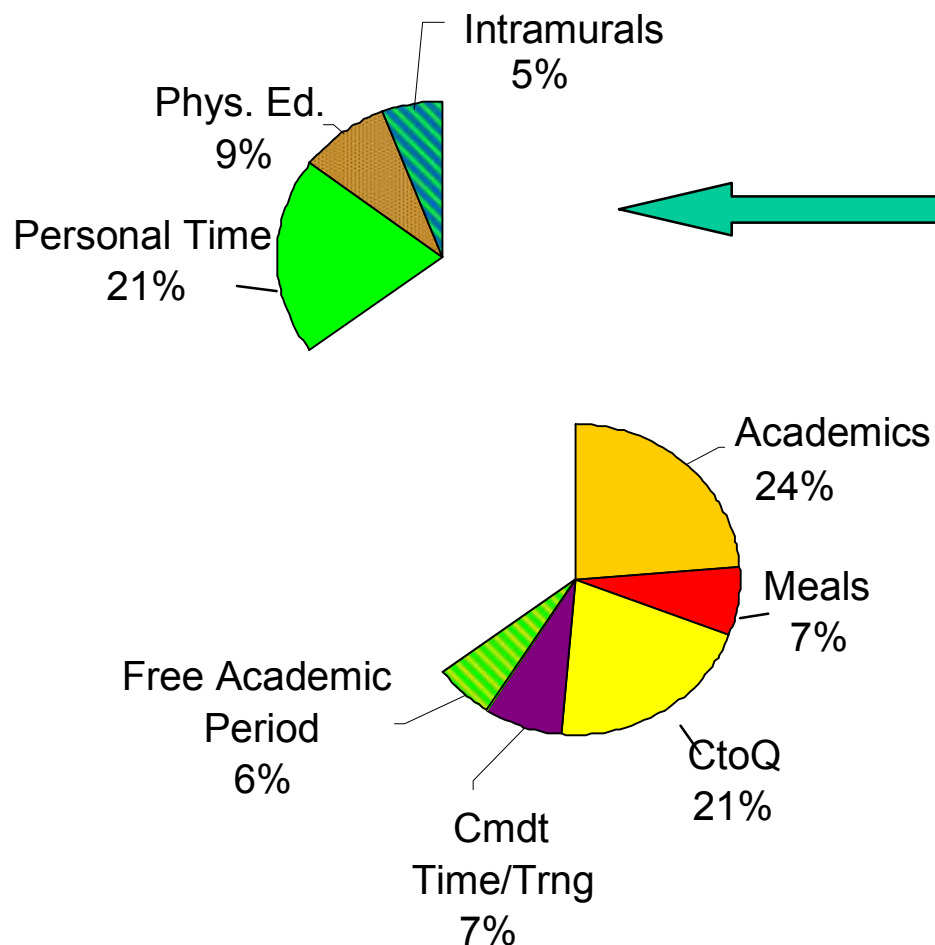 Intramurals
5%
Phys. Ed.
9%
Personal Time
21%
Academics
24%
Meals
7%
Free Academic
Period
6%
CtoQ
21%
Cmdt
Time/Trng
7%